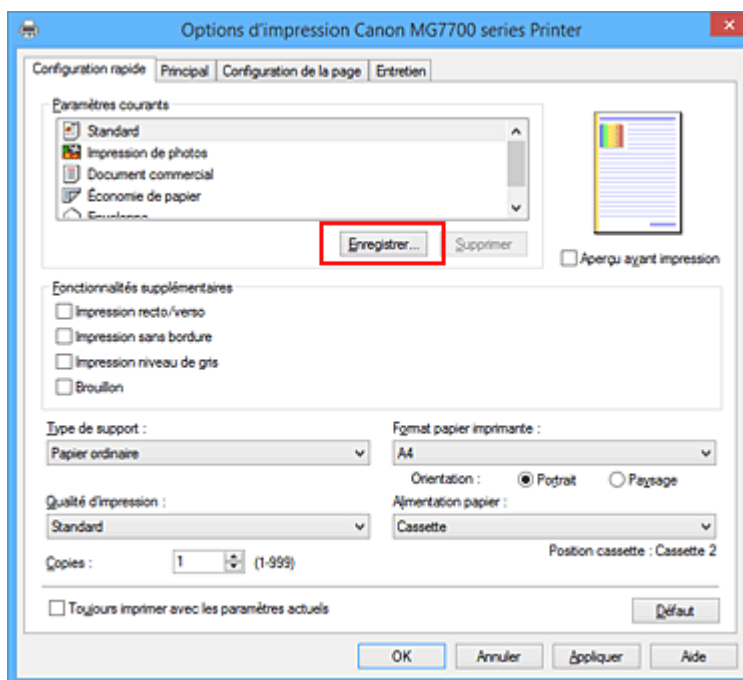 Options d'impression Canon MG7700 series Printer
Configuration rapide Principal Configuration de la page Entretien
Paramètres courants
Standard
Impression de photos
Document commercial
Économie de papier
Enregistrer... Supprimer
Aperçu avant impression
Fonctionnalités supplémentaires
Impression recto/verso
Impression sans bordure
Impression niveau de gris
Brouillon
Type de support :
Papier ordinaire
Format papier imprimante :
A4
Orientation : Portrait Paysage
Qualité d'impression :
Standard
Alimentation papier :
Cassette
Copies : 1 (1-999)
Position cassette : Cassette 2
Toujours imprimer avec les paramètres actuels
Défaut
OK Annuler Appliquer Aide